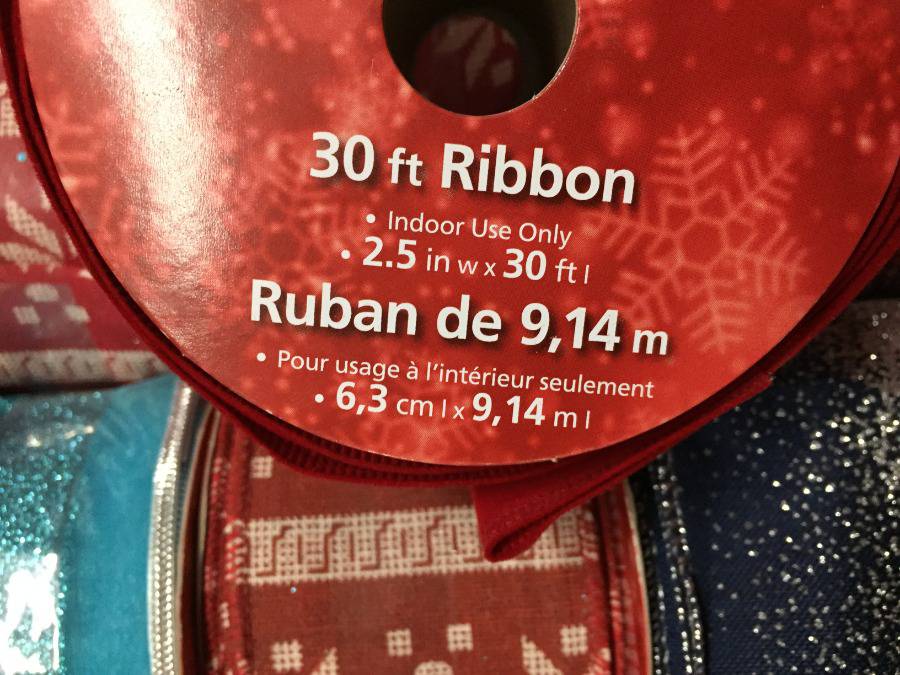 30 ft Ribbon
• Indoor Use Only
• 2.5 in w x 30 ft l
Ruban de 9,14 m
• Pour usage à l'intérieur seulement
• 6,3 cm l x 9,14 m l